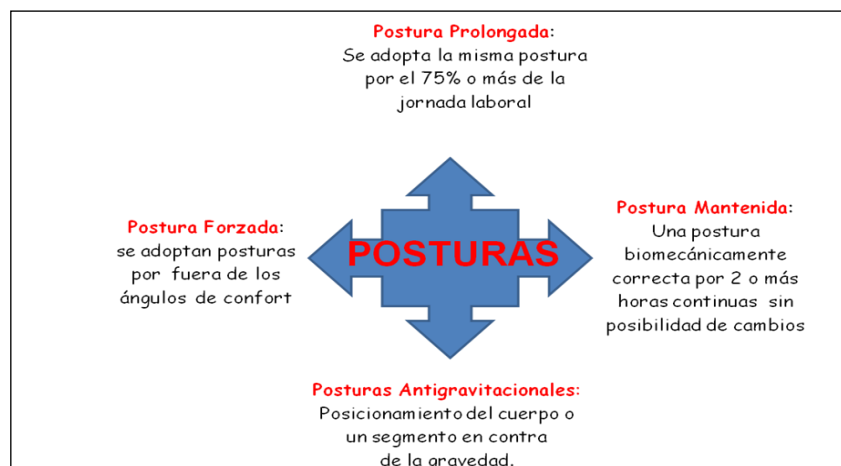 Postura Prolongada:
Se adopta la misma postura
por el 75% o más de la
jornada laboral
Postura Forzada:
se adoptan posturas
por fuera de los
ángulos de confort
POSTURAS
Postura Mantenida:
Una postura
biomecánicamente
correcta por 2 o más
horas continuas sin
posibilidad de cambios
Posturas Antigravitacionales:
Posicionamiento del cuerpo o
un segmento en contra
de la gravedad.